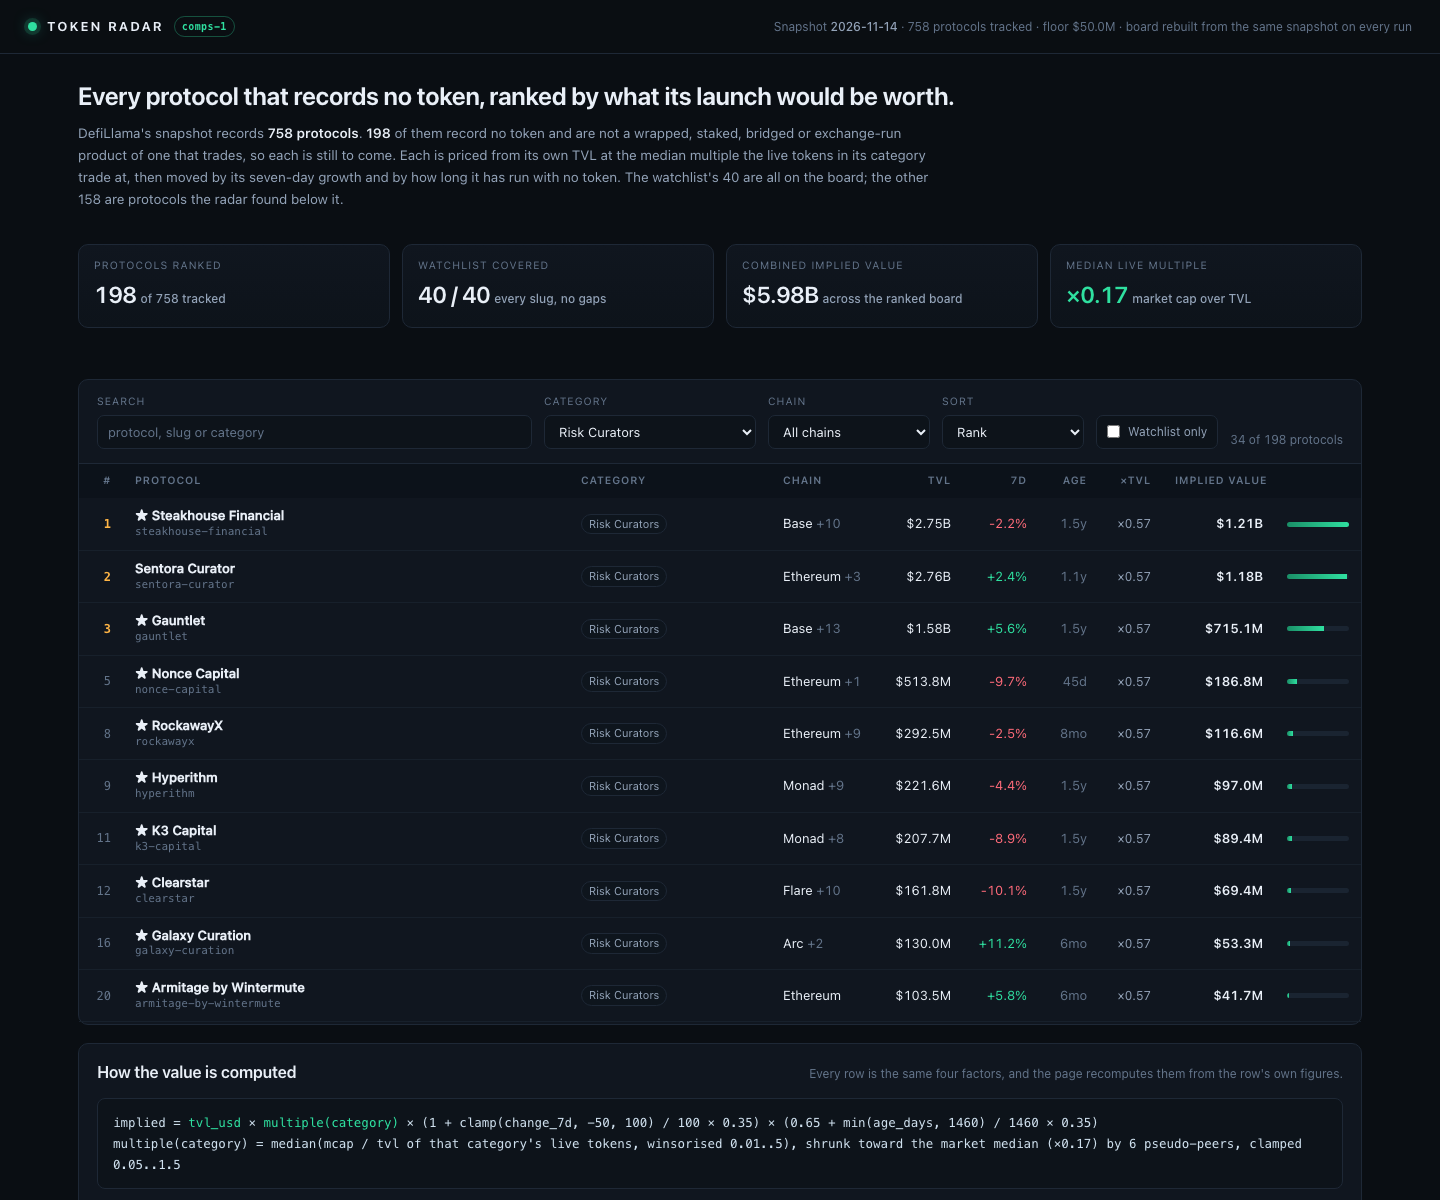 TOKEN RADAR comps-1
Snapshot 2026-11-14 · 758 protocols tracked · floor $50.0M · board rebuilt from the same snapshot on every run
Every protocol that records no token, ranked by what its launch would be worth.
DefiLlama's snapshot records 758 protocols. 198 of them record no token and are not a wrapped, staked, bridged or exchange-run
product of one that trades, so each is still to come. Each is priced from its own TVL at the median multiple the live tokens in its category
trade at, then moved by its seven-day growth and by how long it has run with no token. The watchlist's 40 are all on the board; the other
158 are protocols the radar found below it.
PROTOCOLS RANKED
198 of 758 tracked
WATCHLIST COVERED
40 / 40 every slug, no gaps
COMBINED IMPLIED VALUE
$5.98B across the ranked board
MEDIAN LIVE MULTIPLE
×0.17 market cap over TVL
SEARCH CATEGORY CHAIN SORT
protocol, slug or category Risk Curators All chains Rank Watchlist only 34 of 198 protocols
# PROTOCOL CATEGORY CHAIN TVL 7D AGE ×TVL IMPLIED VALUE
1 ★ Steakhouse Financial Risk Curators Base +10 $2.75B -2.2% 1.5y ×0.57 $1.21B
steakhouse-financial
2 Sentora Curator Risk Curators Ethereum +3 $2.76B +2.4% 1.1y ×0.57 $1.18B
sentora-curator
3 ★ Gauntlet Risk Curators Base +13 $1.58B +5.6% 1.5y ×0.57 $715.1M
gauntlet
5 ★ Nonce Capital Risk Curators Ethereum +1 $513.8M -9.7% 45d ×0.57 $186.8M
nonce-capital
8 ★ RockawayX Risk Curators Ethereum +9 $292.5M -2.5% 8mo ×0.57 $116.6M
rockawayx
9 ★ Hyperithm Risk Curators Monad +9 $221.6M -4.4% 1.5y ×0.57 $97.0M
hyperithm
11 ★ K3 Capital Risk Curators Monad +8 $207.7M -8.9% 1.5y ×0.57 $89.4M
k3-capital
12 ★ Clearstar Risk Curators Flare +10 $161.8M -10.1% 1.5y ×0.57 $69.4M
clearstar
16 ★ Galaxy Curation Risk Curators Arc +2 $130.0M +11.2% 6mo ×0.57 $53.3M
galaxy-curation
20 ★ Armitage by Wintermute Risk Curators Ethereum $103.5M +5.8% 6mo ×0.57 $41.7M
armitage-by-wintermute
How the value is computed
Every row is the same four factors, and the page recomputes them from the row's own figures.
implied = tvl_usd × multiple(category) × (1 + clamp(change_7d, −50, 100) / 100 × 0.35) × (0.65 + min(age_days, 1460) / 1460 × 0.35)
multiple(category) = median(mcap / tvl of that category's live tokens, winsorised 0.01..5), shrunk toward the market median (×0.17) by 6 pseudo-peers, clamped
0.05..1.5